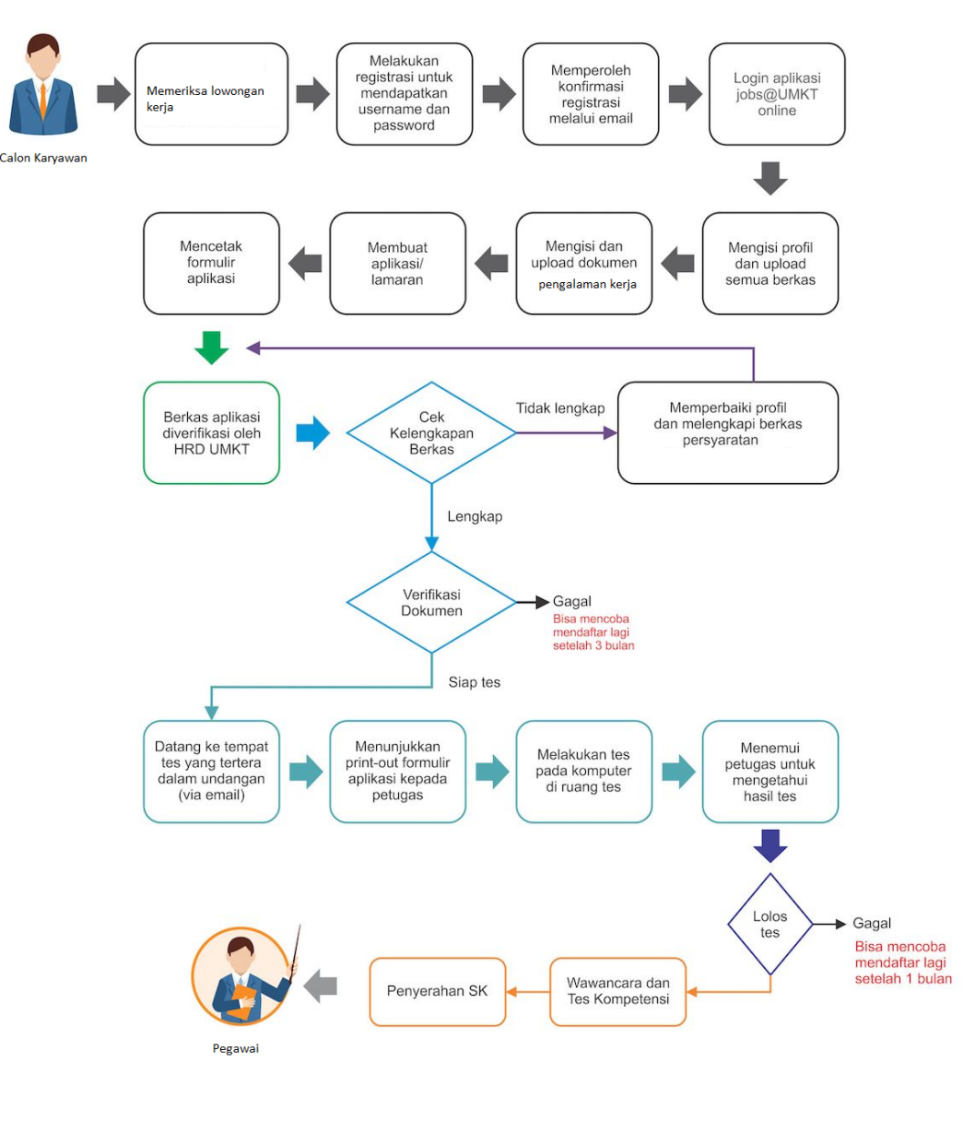 Calon Karyawan
Memeriksa lowongan
kerja
Melakukan
registrasi untuk
mendapatkan
username dan
password
Memperoleh
konfirmasi
registrasi
melalui email
Login aplikasi
jobs@UMKT
online
Mengisi profil
dan upload
semua berkas
Mengisi dan
upload dokumen
pengalaman kerja
Membuat
aplikasi/
lamaran
Mencetak
formulir
aplikasi
Berkas aplikasi
diverifikasi oleh
HRD UMKT
Cek
Kelengkapan
Berkas
Tidak lengkap
Memperbaiki profil
dan melengkapi berkas
persyaratan
Lengkap
Verifikasi
Dokumen
Gagal
Bisa mencoba
mendaftar lagi
setelah 3 bulan
Siap tes
Datang ke tempat
tes yang tertera
dalam undangan
(via email)
Menunjukkan
print-out formulir
aplikasi kepada
petugas
Melakukan tes
pada komputer
di ruang tes
Menemui
petugas untuk
mengetahui
hasil tes
Lolos
tes
Gagal
Bisa mencoba
mendaftar lagi
setelah 1 bulan
Wawancara dan
Tes Kompetensi
Penyerahan SK
Pegawai